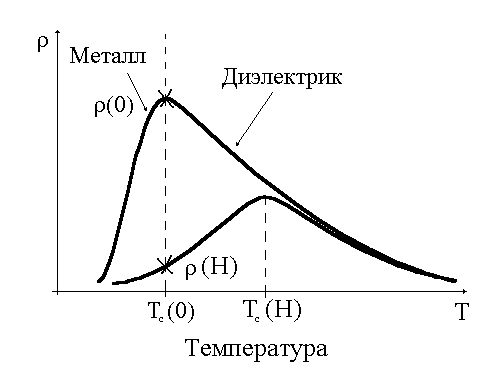 ρ
Металл
Диэлектрик
ρ(0)
ρ (H)
Tc(0)
Tc(H)
T
Температура